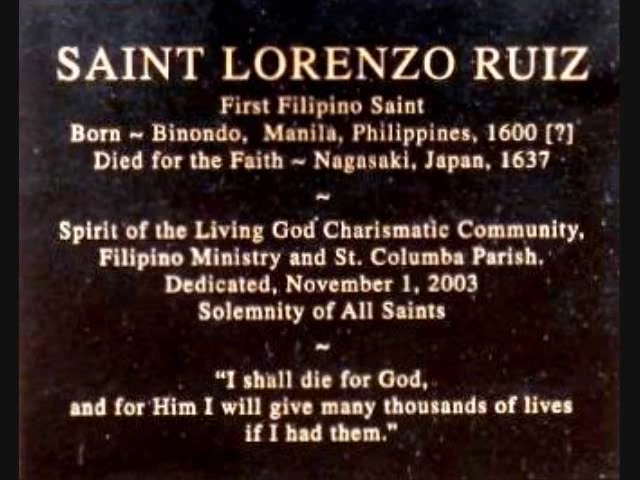 SAINT LORENZO RUIZ
First Filipino Saint
Born ~ Binondo, Manila, Philippines, 1600 [?]
Died for the Faith ~ Nagasaki, Japan, 1637
~
Spirit of the Living God Charismatic Community,
Filipino Ministry and St. Columba Parish.
Dedicated, November 1, 2003
Solemnity of All Saints
~
“I shall die for God,
and for Him I will give many thousands of lives
if I had them.”